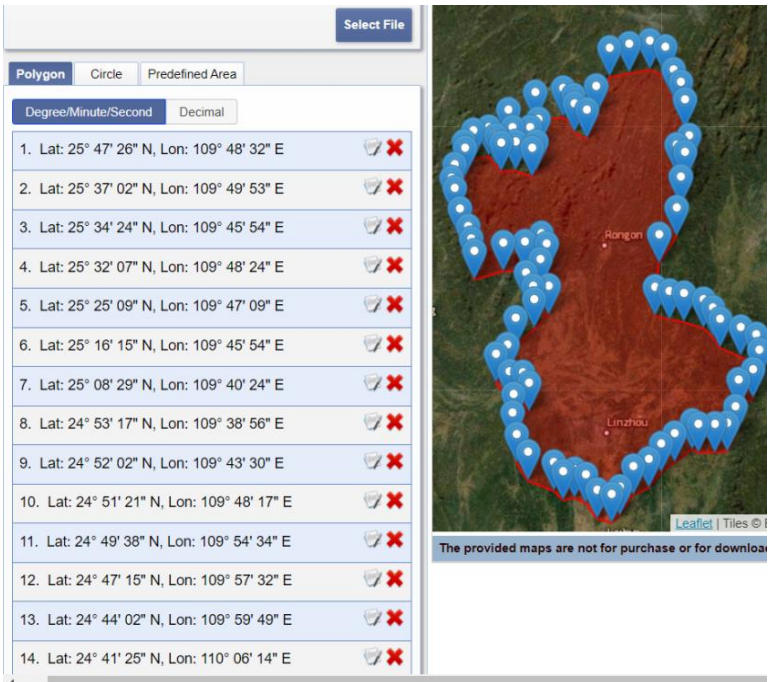 Select File
Polygon Circle Predefined Area
Degree/Minute/Second Decimal
1. Lat: 25° 47' 26" N, Lon: 109° 48' 32" E
2. Lat: 25° 37' 02" N, Lon: 109° 49' 53" E
3. Lat: 25° 34' 24" N, Lon: 109° 45' 54" E
4. Lat: 25° 32' 07" N, Lon: 109° 48' 24" E
5. Lat: 25° 25' 09" N, Lon: 109° 47' 09" E
6. Lat: 25° 16' 15" N, Lon: 109° 45' 54" E
7. Lat: 25° 08' 29" N, Lon: 109° 40' 24" E
8. Lat: 24° 53' 17" N, Lon: 109° 38' 56" E
9. Lat: 24° 52' 02" N, Lon: 109° 43' 30" E
10. Lat: 24° 51' 21" N, Lon: 109° 48' 17" E
11. Lat: 24° 49' 38" N, Lon: 109° 54' 34" E
12. Lat: 24° 47' 15" N, Lon: 109° 57' 32" E
13. Lat: 24° 44' 02" N, Lon: 109° 59' 49" E
14. Lat: 24° 41' 25" N, Lon: 110° 06' 14" E
Rongon
Linzhou
Leaflet | Tiles © E
The provided maps are not for purchase or for downloa